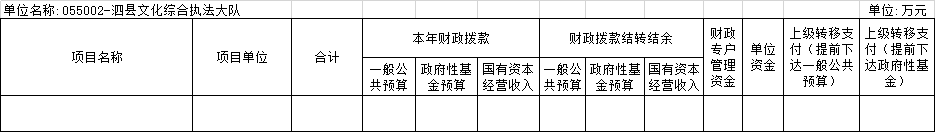 单位名称: 055002-泗县文化综合执法大队
单位: 万元
项目名称
项目单位
合计
本年财政拨款
一般公
共预算
政府性基
金预算
国有资本
经营收入
财政拨款结转结余
一般公
共预算
政府性基
金预算
国有资本
经营收入
财政
专户
管理
资金
单位
资金
上级转移支
付（提前下
达一般公共
预算）
上级转移支
付（提前下
达政府性基
金）